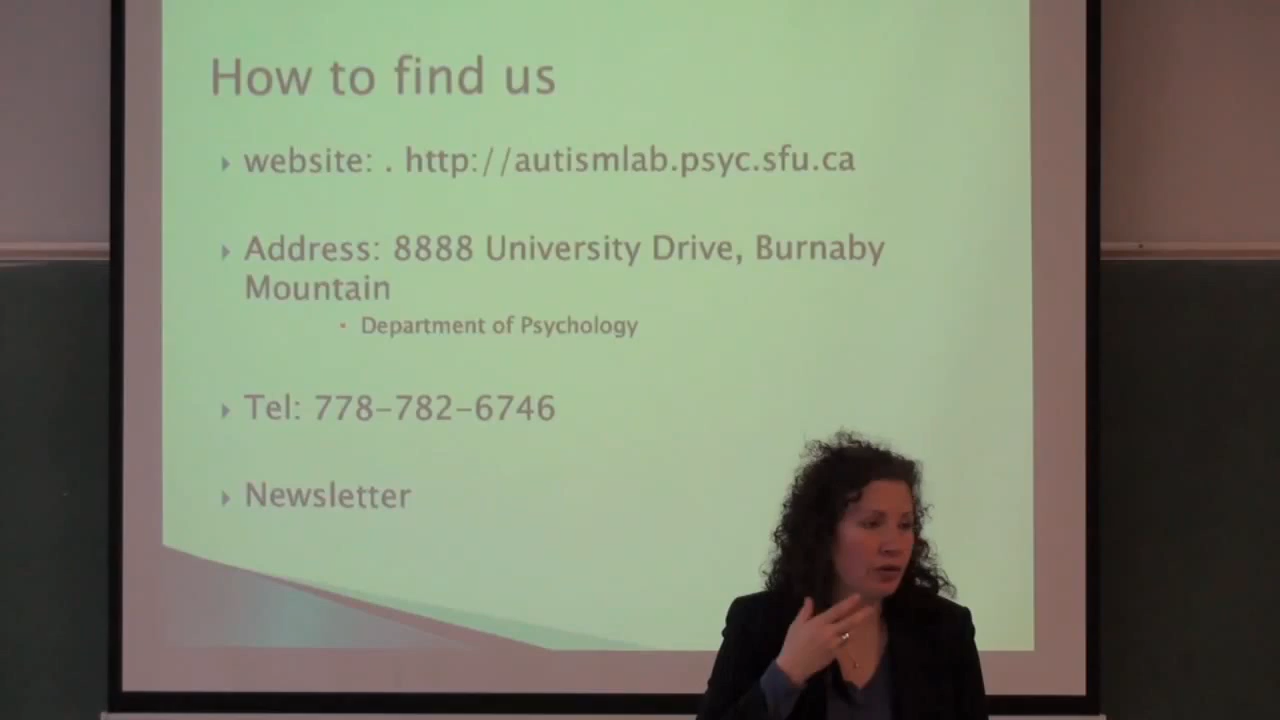 How to find us
website: . http://autismlab.psyc.sfu.ca
Address: 8888 University Drive, Burnaby
Mountain
Department of Psychology
Tel: 778-782-6746
Newsletter